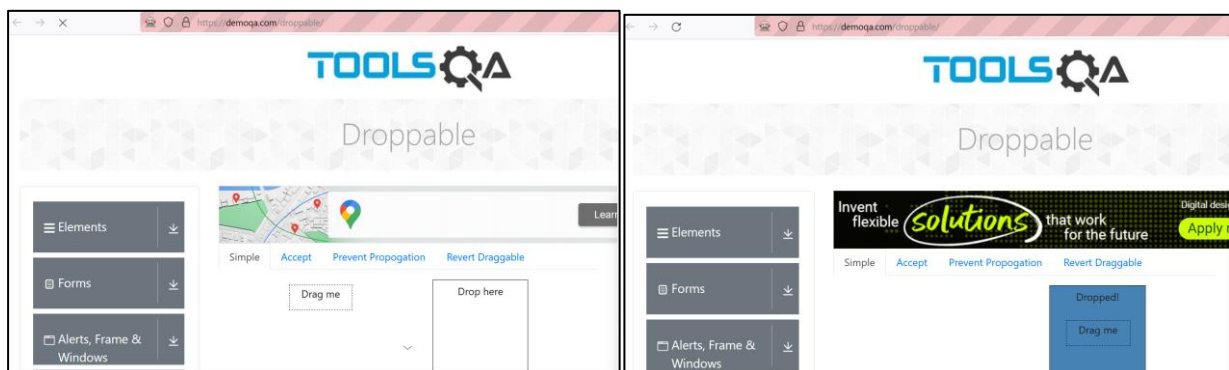 https://demoqa.com/droppable/
TOOLSQA
Droppable
Elements
Forms
Alerts, Frame &
Windows
Learn
Simple Accept Prevent Propogation Revert Draggable
Drag me
Drop here
https://demoqa.com/droppable/
TOOLSQA
Droppable
Elements
Forms
Alerts, Frame &
Windows
Invent
flexible solutions that work
for the future
Digital
Apply
Simple Accept Prevent Propogation Revert Draggable
Dropped!
Drag me